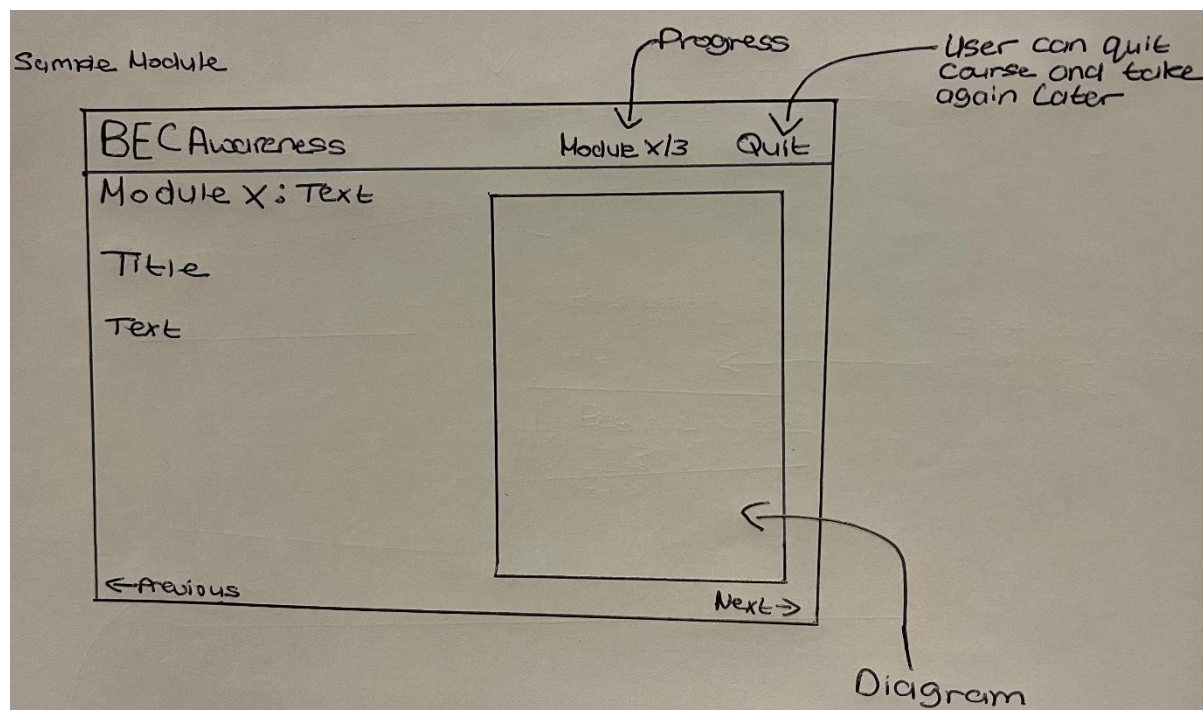 Sample Module
Progress
User can quit
course and take
again later
BEC Awareness
Module X/3
Quit
Module X: Text
Title
Text
← Previous
Next →
Diagram